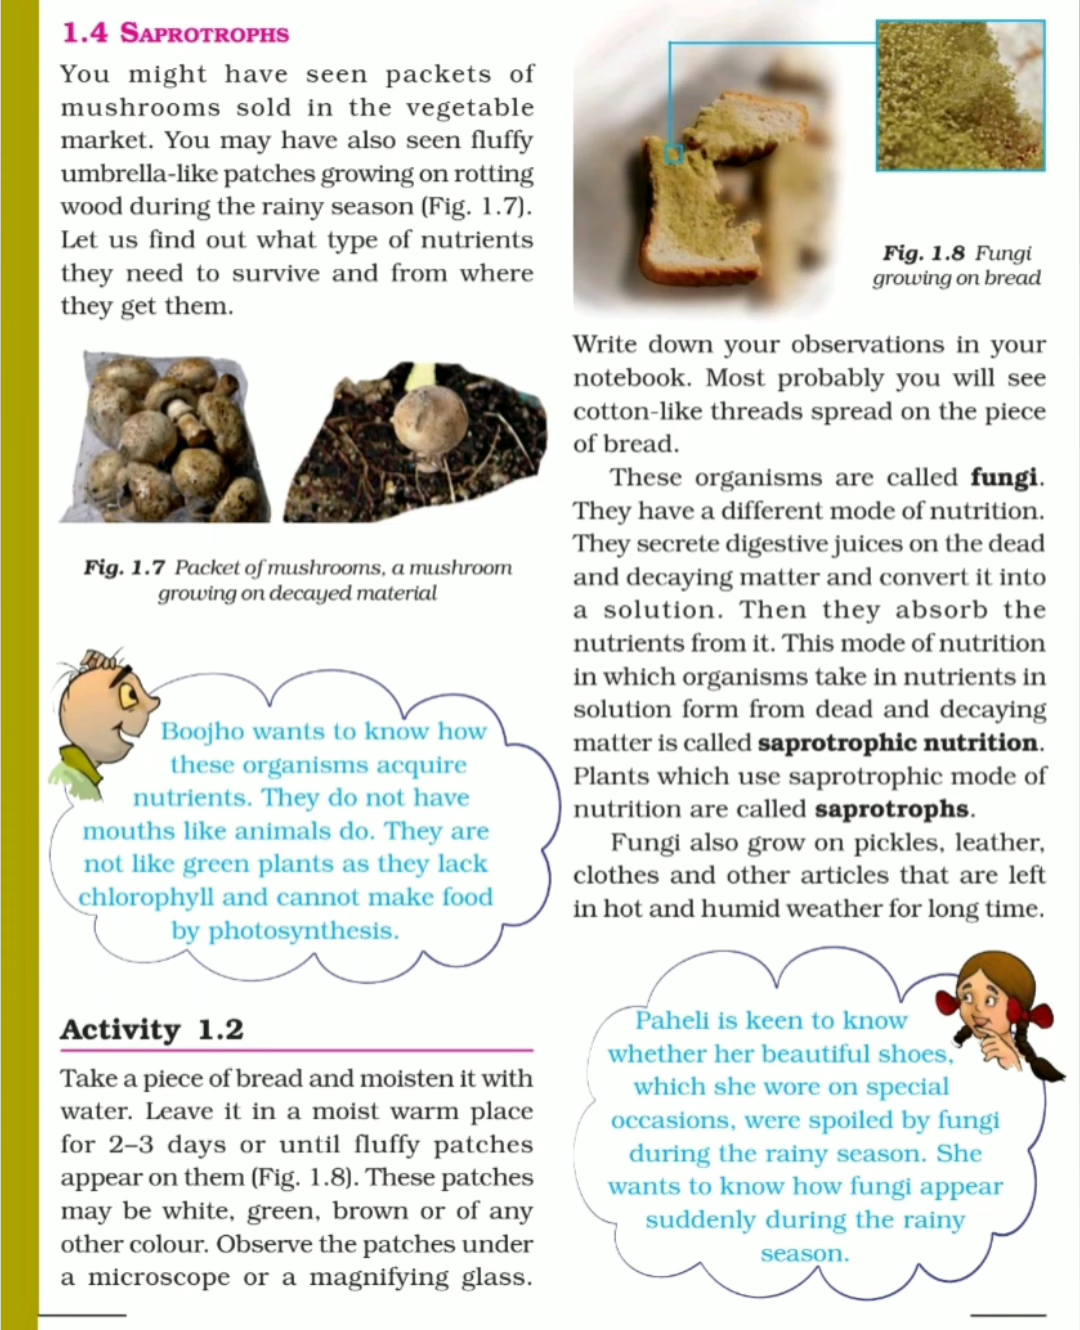 1.4 SAPROTROPHS
You might have seen packets of
mushrooms sold in the vegetable
market. You may have also seen fluffy
umbrella-like patches growing on rotting
wood during the rainy season (Fig. 1.7).
Let us find out what type of nutrients
they need to survive and from where
they get them.
Fig. 1.7 Packet of mushrooms, a mushroom
growing on decayed material
Boojho wants to know how
these organisms acquire
nutrients. They do not have
mouths like animals do. They are
not like green plants as they lack
chlorophyll and cannot make food
by photosynthesis.
Activity 1.2
Take a piece of bread and moisten it with
water. Leave it in a moist warm place
for 2–3 days or until fluffy patches
appear on them (Fig. 1.8). These patches
may be white, green, brown or of any
other colour. Observe the patches under
a microscope or a magnifying glass.
Fig. 1.8 Fungi
growing on bread
Write down your observations in your
notebook. Most probably you will see
cotton-like threads spread on the piece
of bread.
These organisms are called fungi.
They have a different mode of nutrition.
They secrete digestive juices on the dead
and decaying matter and convert it into
a solution. Then they absorb the
nutrients from it. This mode of nutrition
in which organisms take in nutrients in
solution form from dead and decaying
matter is called saprotrophic nutrition.
Plants which use saprotrophic mode of
nutrition are called saprotrophs.
Fungi also grow on pickles, leather,
clothes and other articles that are left
in hot and humid weather for long time.
Paheli is keen to know
whether her beautiful shoes,
which she wore on special
occasions, were spoiled by fungi
during the rainy season. She
wants to know how fungi appear
suddenly during the rainy
season.